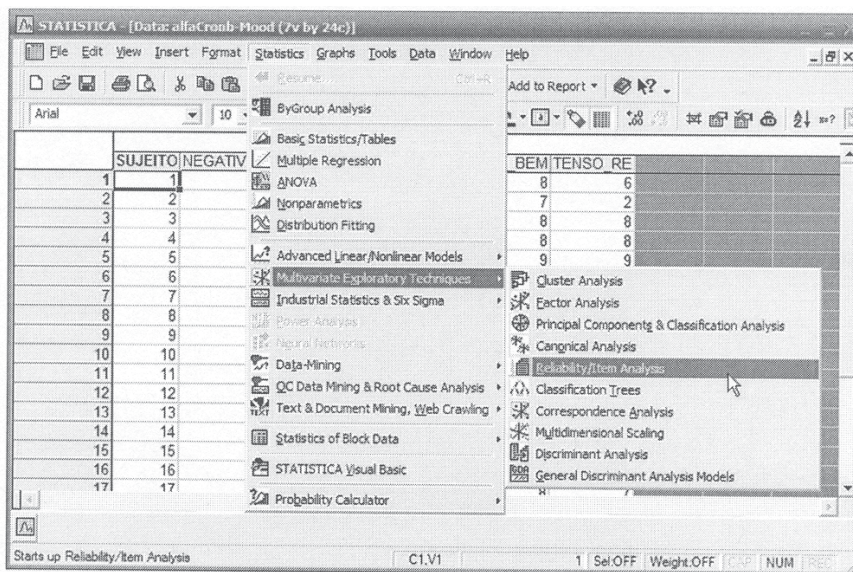 STATISTICA - [Data: alfaCronb-Mood (7v by 24c)]
File Edit View Insert Format Statistics Graphs Tools Data Window Help
Resume... Ctrl+R
Add to Report
Arial 10
ByGroup Analysis
Basic Statistics/Tables
Multiple Regression
ANOVA
Nonparametrics
Distribution Fitting
Advanced Linear/Nonlinear Models
Multivariate Exploratory Techniques
Industrial Statistics & Six Sigma
Power Analysis
Neural Networks
Data-Mining
QC Data Mining & Root Cause Analysis
Text & Document Mining, Web Crawling
Statistics of Block Data
STATISTICA Visual Basic
Probability Calculator
Cluster Analysis
Factor Analysis
Principal Components & Classification Analysis
Canonical Analysis
Reliability/Item Analysis
Classification Trees
Correspondence Analysis
Multidimensional Scaling
Discriminant Analysis
General Discriminant Analysis Models
SUJEITO NEGATIV _BEM TENSO_RE
1 1 8 6
2 2 7 2
3 3 8 8
4 4 8 8
5 5 9 9
6 6
7 7
8 8
9 9
10 10
11 11
12 12
13 13
14 14
15 15
16 16
17 17
Starts up Reliability/Item Analysis C1,V1 1 Sel:OFF Weight:OFF CAP NUM REC